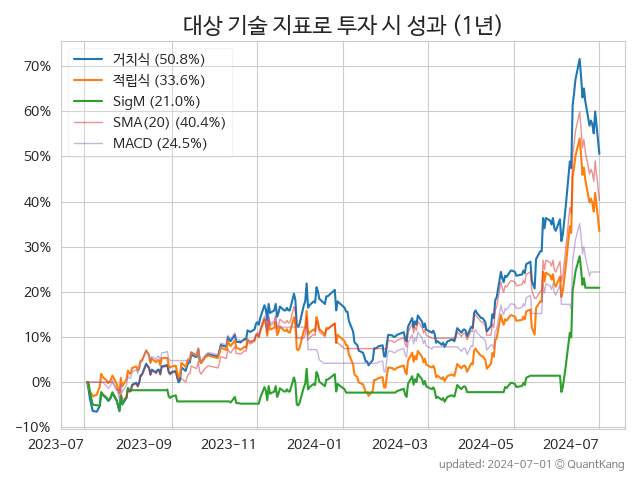 대상 기술 지표로 투자 시 성과 (1년)
거치식 (50.8%)
적립식 (33.6%)
SigM (21.0%)
SMA(20) (40.4%)
MACD (24.5%)
70%
60%
50%
40%
30%
20%
10%
0%
−10%
2023-07 2023-09 2023-11 2024-01 2024-03 2024-05 2024-07
updated: 2024-07-01 © QuantKang